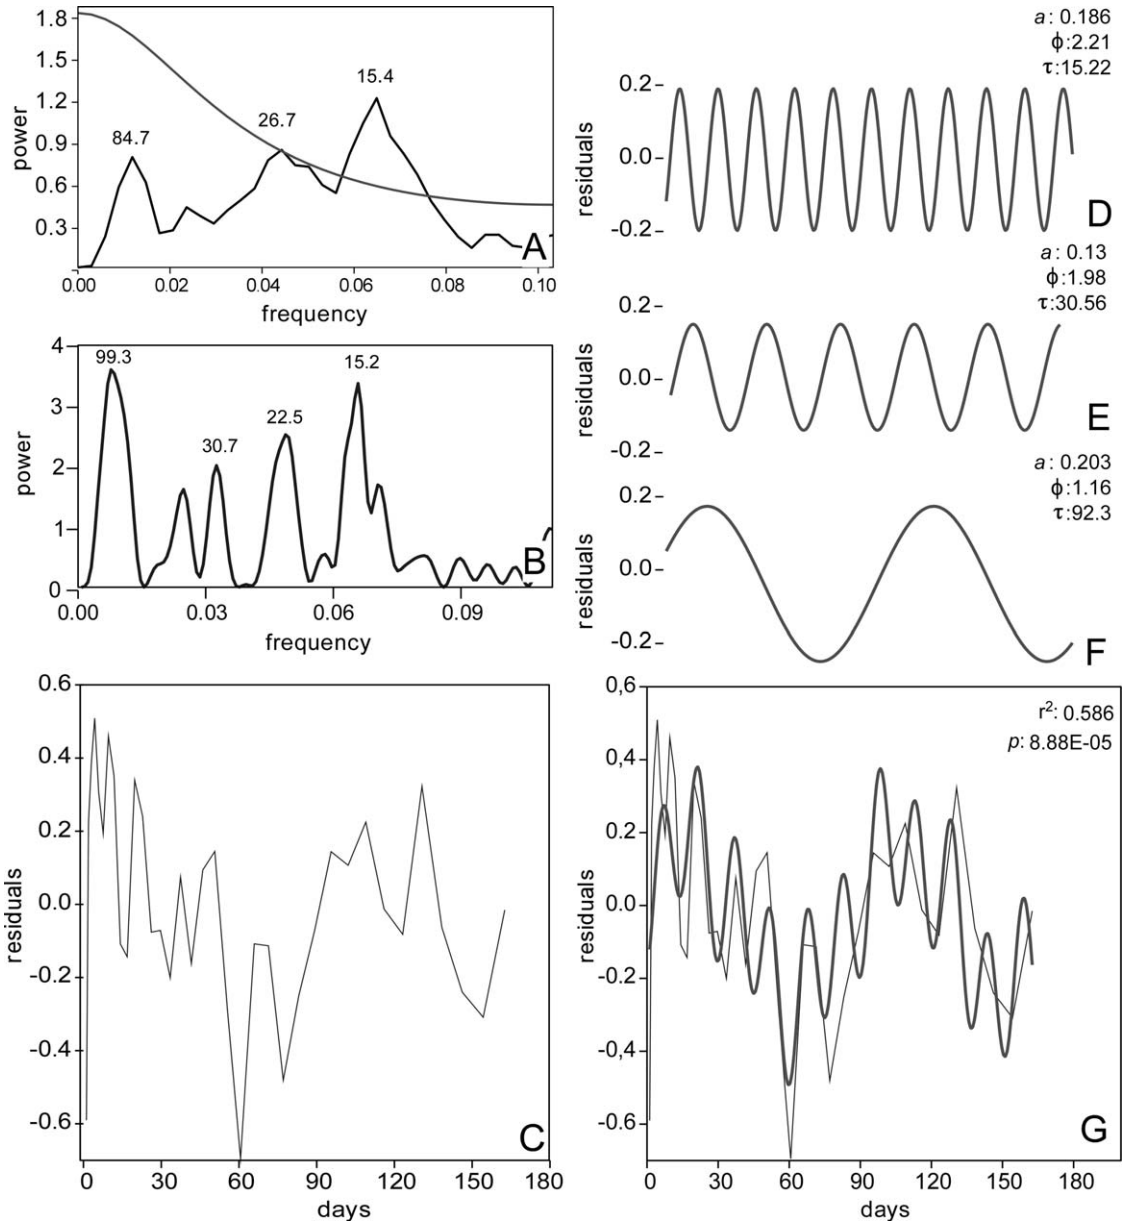 1.8
1.5
1.2
0.9
0.6
0.3
power
84.7
26.7
15.4
A
0.00 0.02 0.04 0.06 0.08 0.10
frequency
4
3
2
1
0
power
99.3
30.7
22.5
15.2
B
0.00 0.03 0.06 0.09
frequency
a: 0.186
ϕ:2.21
τ:15.22
0.2
0.0
-0.2
residuals
D
a: 0.13
ϕ:1.98
τ:30.56
0.2
0.0
-0.2
residuals
E
a: 0.203
ϕ:1.16
τ:92.3
0.2
0.0
-0.2
residuals
F
0.6
0.4
0.2
0.0
-0.2
-0.4
-0.6
residuals
C
0 30 60 90 120 150 180
days
0,6
0,4
0.2
0.0
-0.2
-0,4
-0.6
residuals
r²: 0.586
p: 8.88E-05
G
0 30 60 90 120 150 180
days